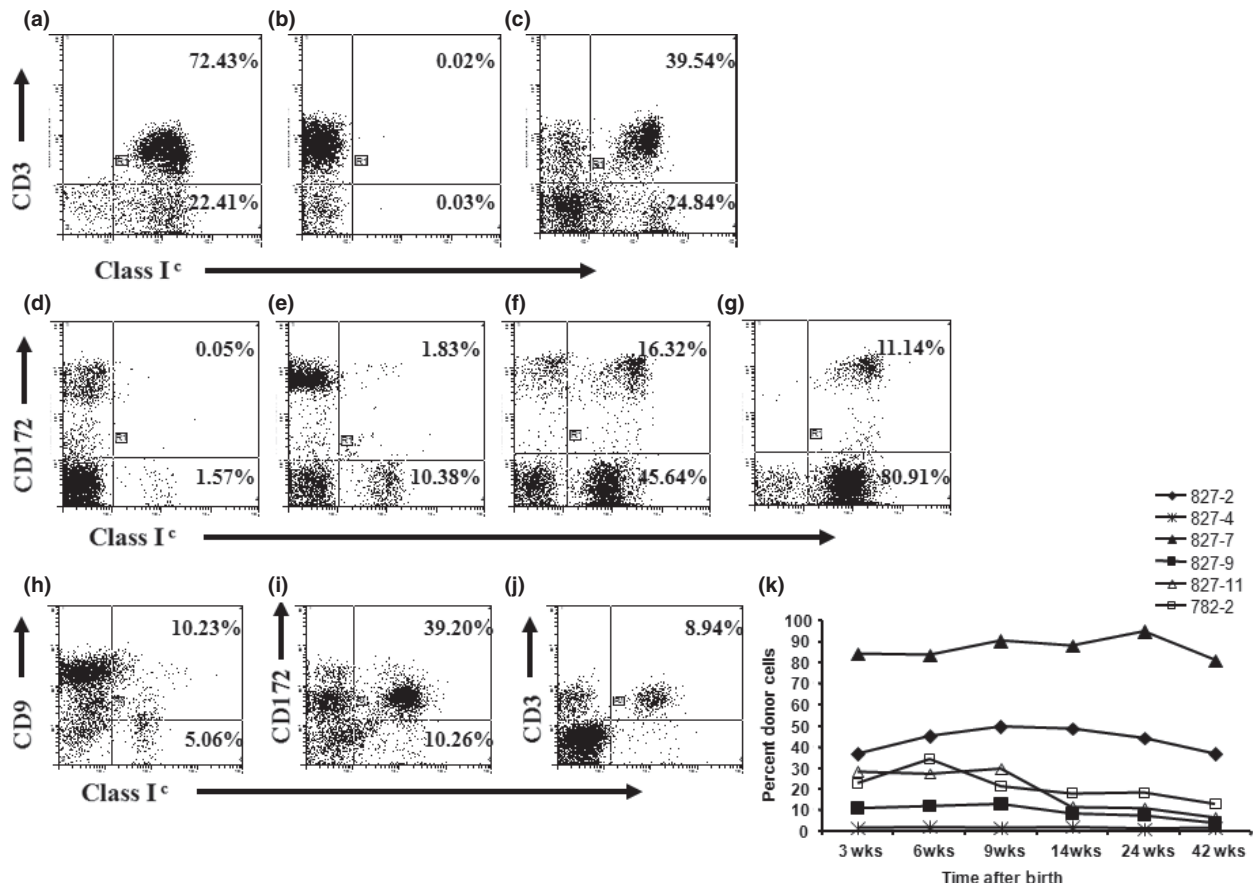 (a) (b) (c)
72.43% 0.02% 39.54%
CD3
22.41% 0.03% 24.84%
Class I c
(d) (e) (f) (g)
0.05% 1.83% 16.32% 11.14%
CD172
1.57% 10.38% 45.64% 80.91%
Class I c
827-2
827-4
827-7
827-9
827-11
782-2
(h) (i) (j) (k)
10.23% 39.20% 8.94%
CD9 CD172 CD3
5.06% 10.26%
Class I c
Percent donor cells
100
90
80
70
60
50
40
30
20
10
0
3 wks 6wks 9wks 14wks 24 wks 42 wks
Time after birth